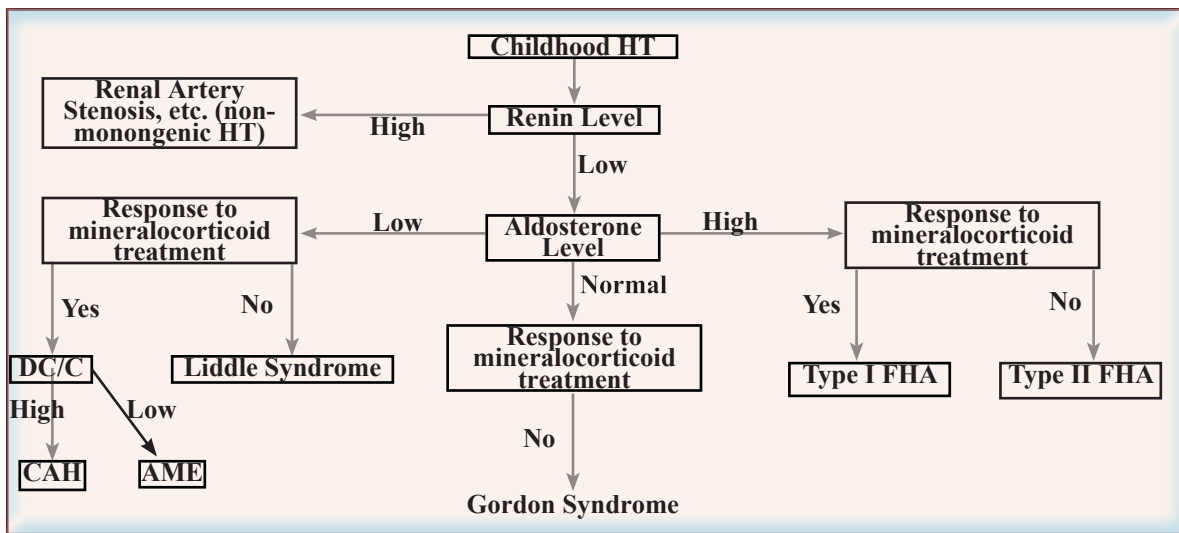 Childhood HT
Renal Artery
Stenosis, etc. (non-
monongenic HT)
High
Renin Level
Low
Response to
mineralocorticoid
treatment
Low
Aldosterone
Level
High
Response to
mineralocorticoid
treatment
Yes
No
Normal
Yes
No
DC/C
Liddle Syndrome
Response to
mineralocorticoid
treatment
Type I FHA
Type II FHA
High
Low
No
CAH
AME
Gordon Syndrome